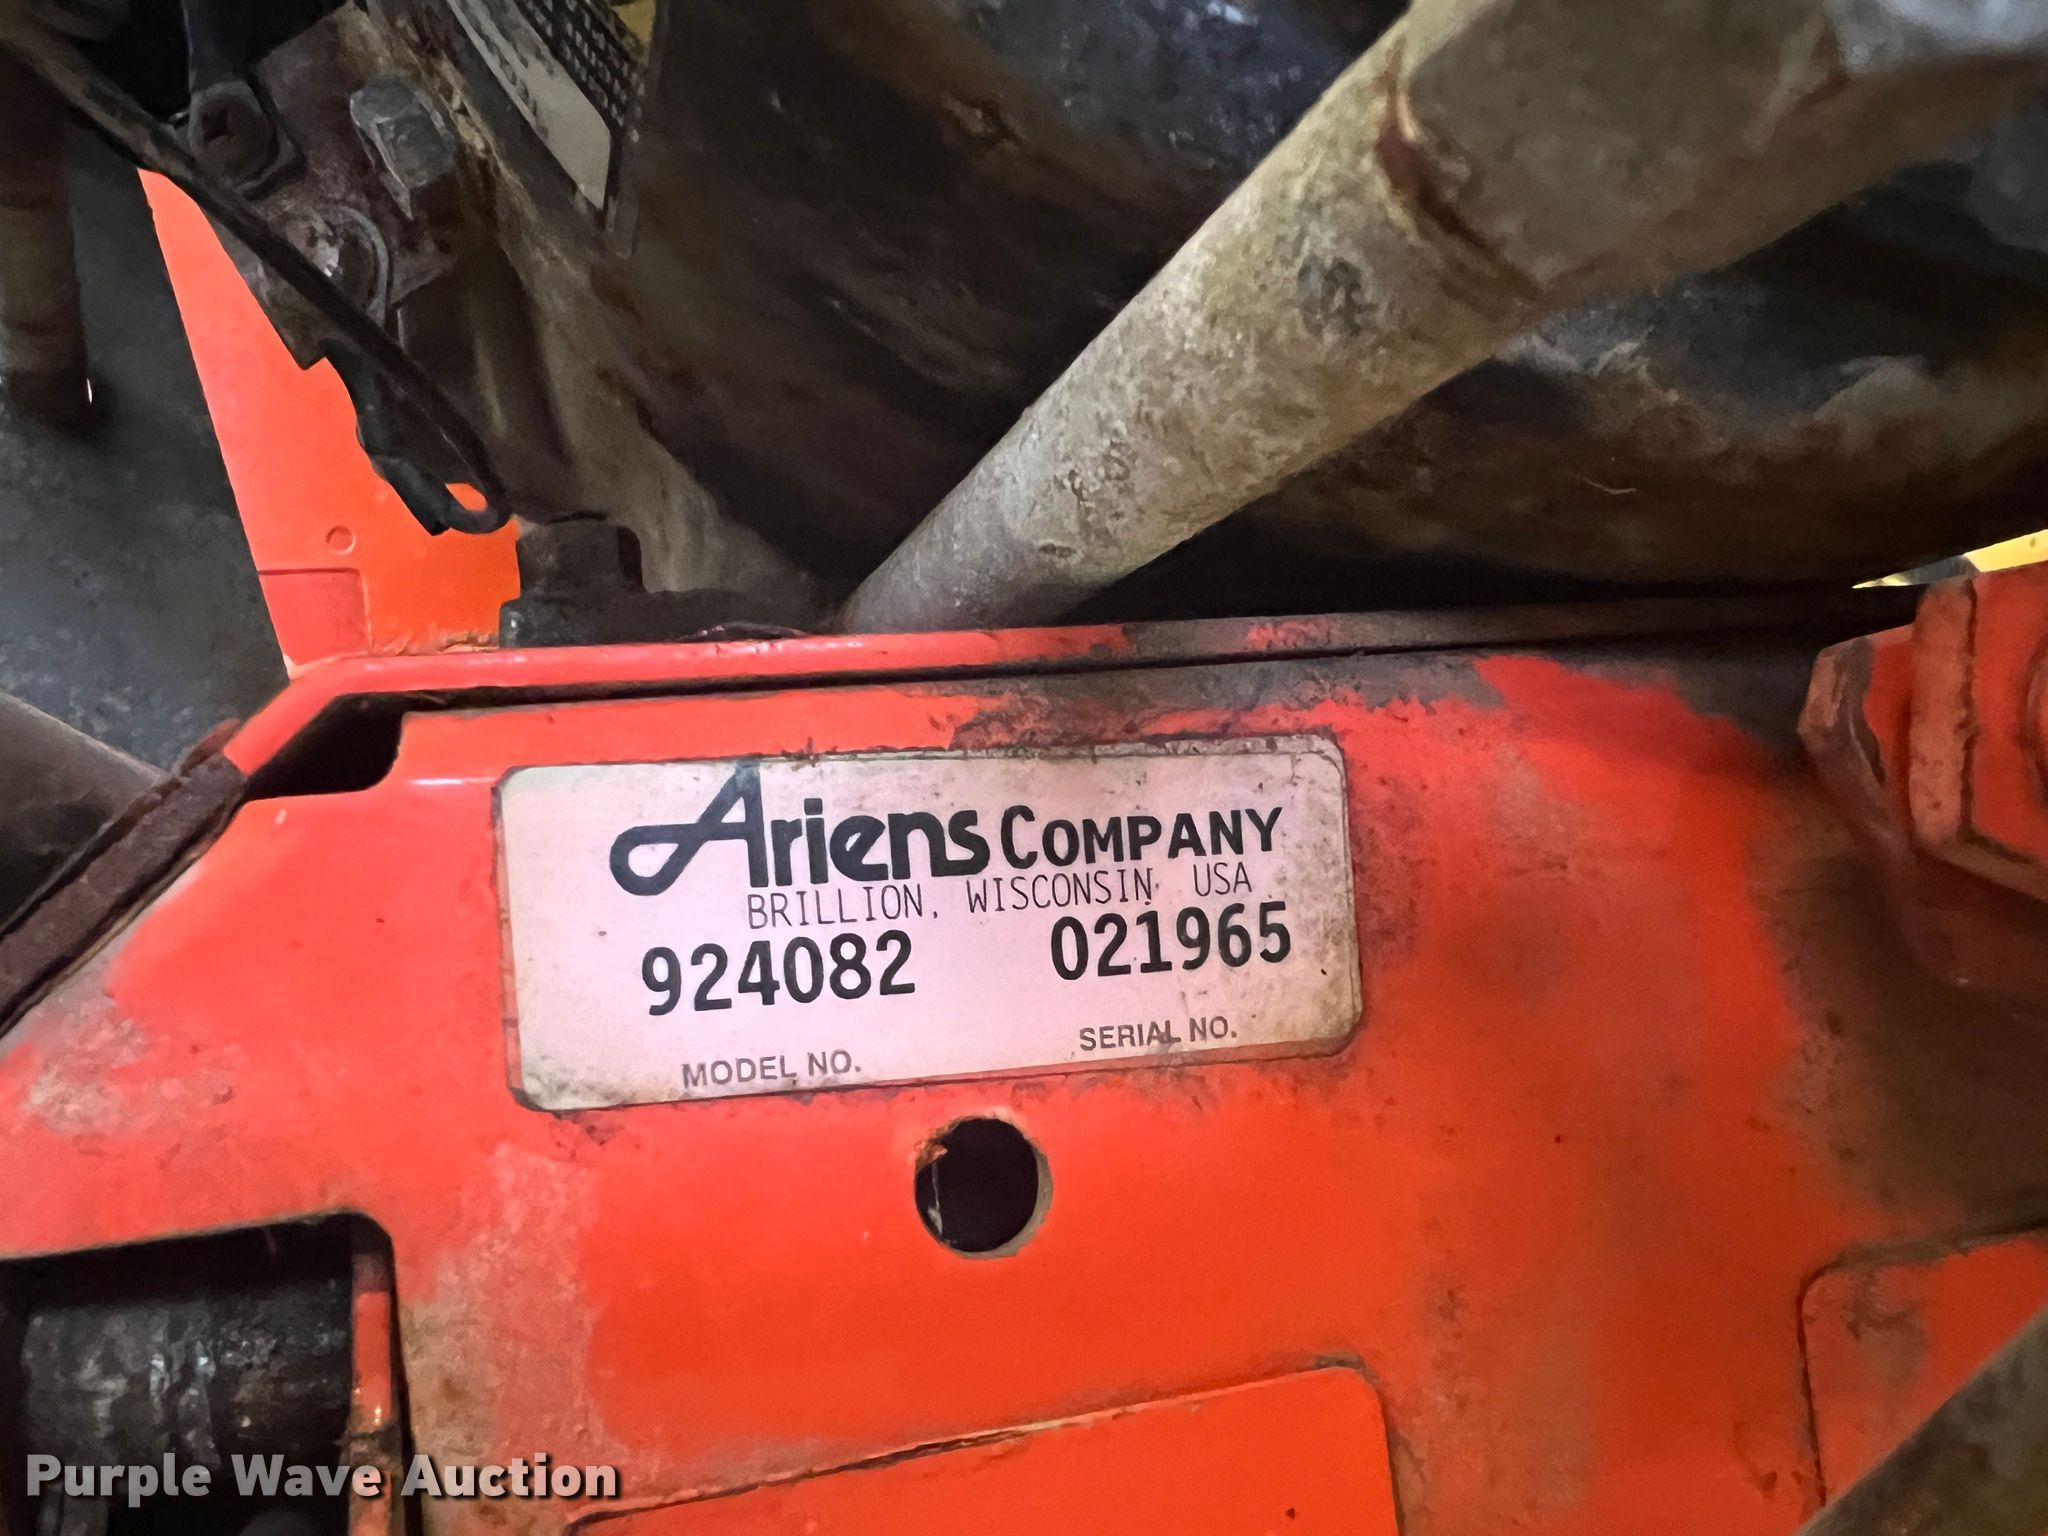 Ariens COMPANY
BRILLION, WISCONSIN, USA
924082 021965
MODEL NO. SERIAL NO.
Purple Wave Auction